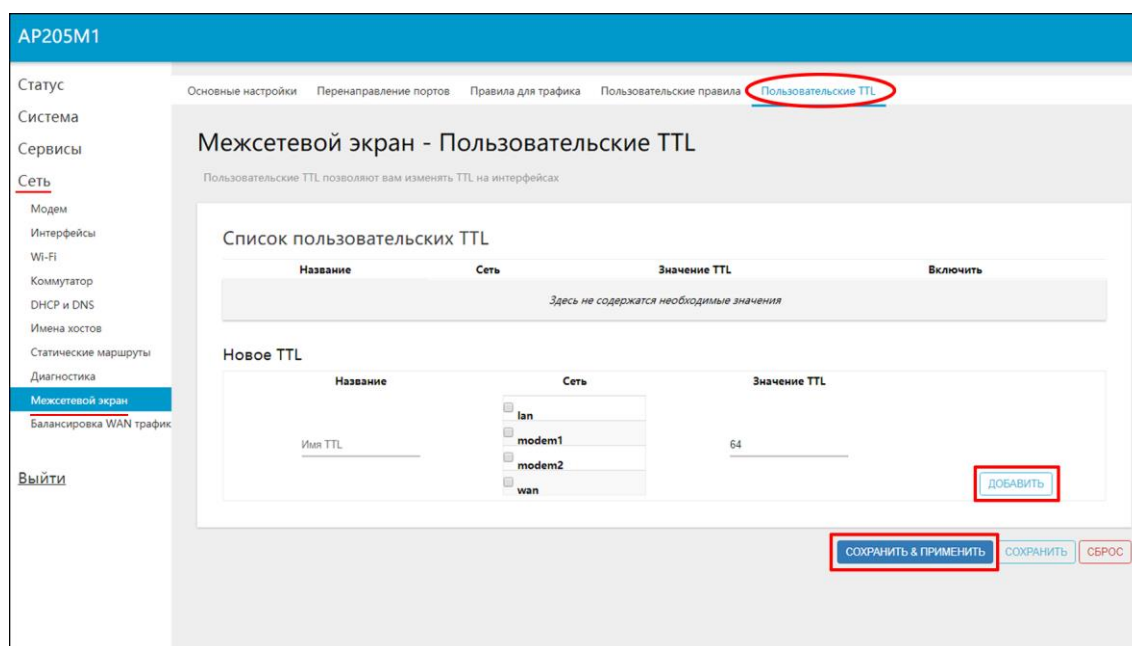 AP205M1
Статус
Система
Сервисы
Сеть
Модем
Интерфейсы
Wi-Fi
Коммутатор
DHCP и DNS
Имена хостов
Статические маршруты
Диагностика
Межсетевой экран
Балансировка WAN трафик
Выйти
Основные настройки Перенаправление портов Правила для трафика Пользовательские правила Пользовательские TTL
Межсетевой экран - Пользовательские TTL
Пользовательские TTL позволяют вам изменять TTL на интерфейсах
Список пользовательских TTL
Название Сеть Значение TTL Включить
Здесь не содержатся необходимые значения
Новое TTL
Название Сеть Значение TTL
lan
Имя TTL modem1 64
modem2
wan
ДОБАВИТЬ
СОХРАНИТЬ & ПРИМЕНИТЬ СОХРАНИТЬ СБРОС